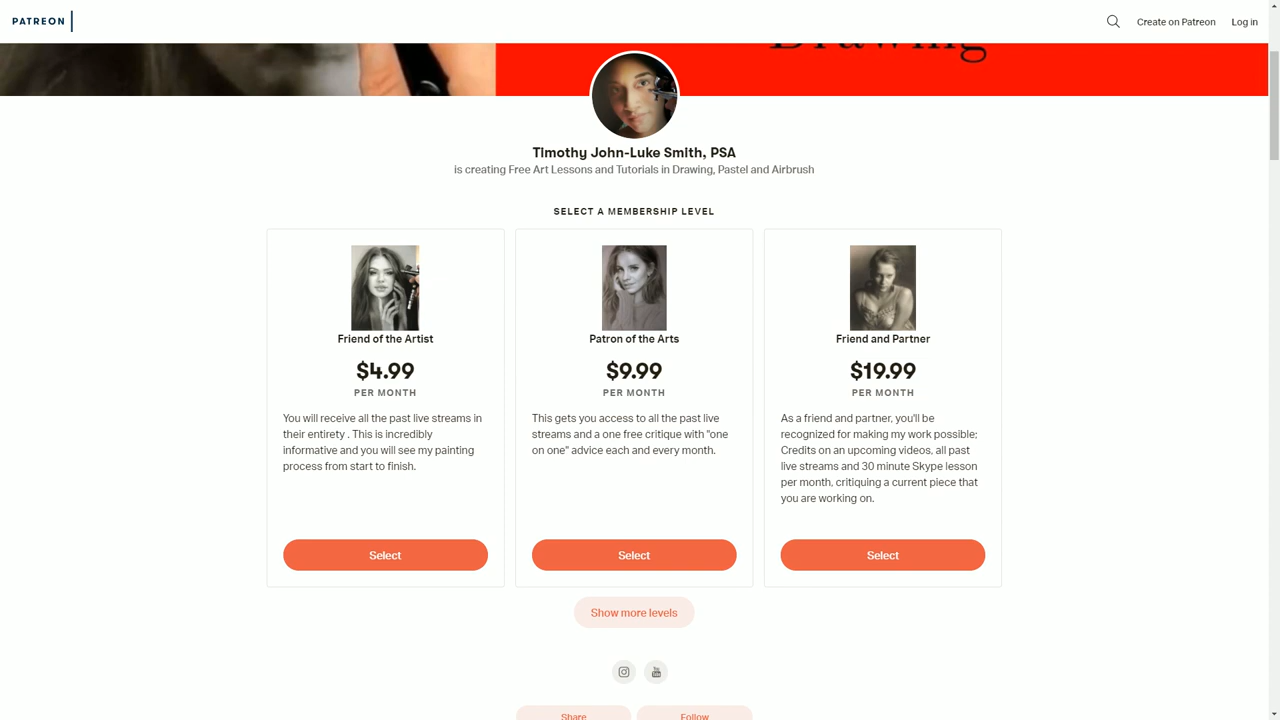 PATREON
Create on Patreon
Log in
Drawing
Timothy John-Luke Smith, PSA
is creating Free Art Lessons and Tutorials in Drawing, Pastel and Airbrush
SELECT A MEMBERSHIP LEVEL
Friend of the Artist
$4.99
PER MONTH
You will receive all the past live streams in
their entirety . This is incredibly
informative and you will see my painting
process from start to finish.
Select
Patron of the Arts
$9.99
PER MONTH
This gets you access to all the past live
streams and a one free critique with "one
on one" advice each and every month.
Select
Friend and Partner
$19.99
PER MONTH
As a friend and partner, you'll be
recognized for making my work possible;
Credits on an upcoming videos, all past
live streams and 30 minute Skype lesson
per month, critiquing a current piece that
you are working on.
Select
Show more levels
Share
Follow